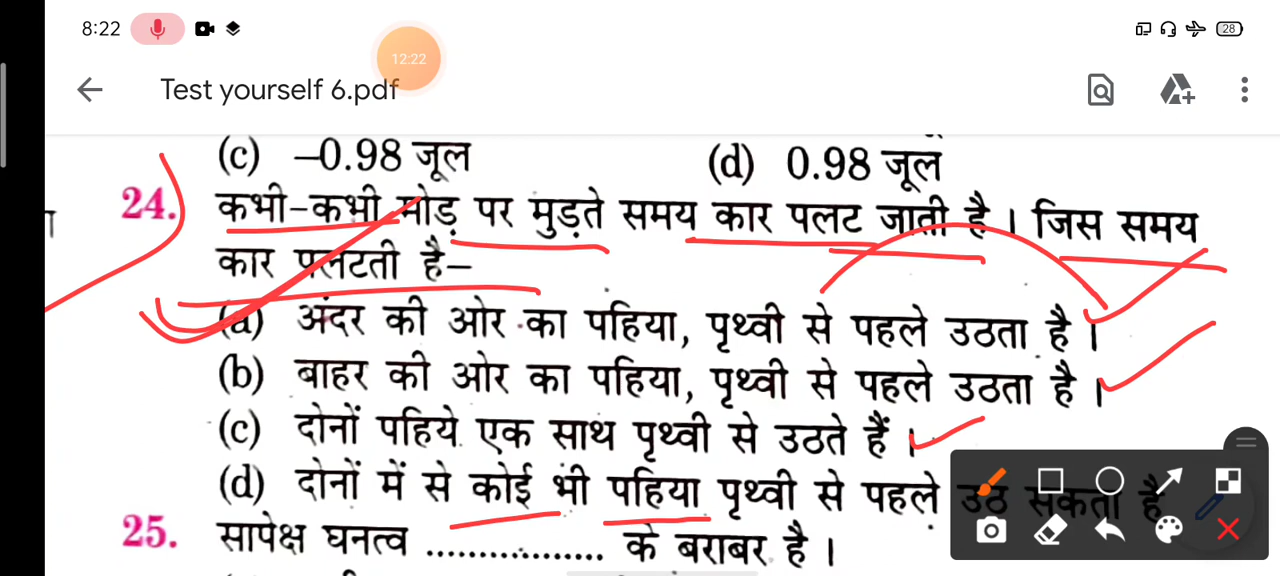 8:22
28
12:22
Test yourself 6.pdf
(c) –0.98 जूल (d) 0.98 जूल
24. कभी-कभी मोड़ पर मुड़ते समय कार पलट जाती है। जिस समय
कार पलटती है–
(a) अंदर की ओर का पहिया, पृथ्वी से पहले उठता है।
(b) बाहर की ओर का पहिया, पृथ्वी से पहले उठता है।
(c) दोनों पहिये एक साथ पृथ्वी से उठते हैं।
(d) दोनों में से कोई भी पहिया पृथ्वी से पहले उठ सकता है
25. सापेक्ष घनत्व .................. के बराबर है।